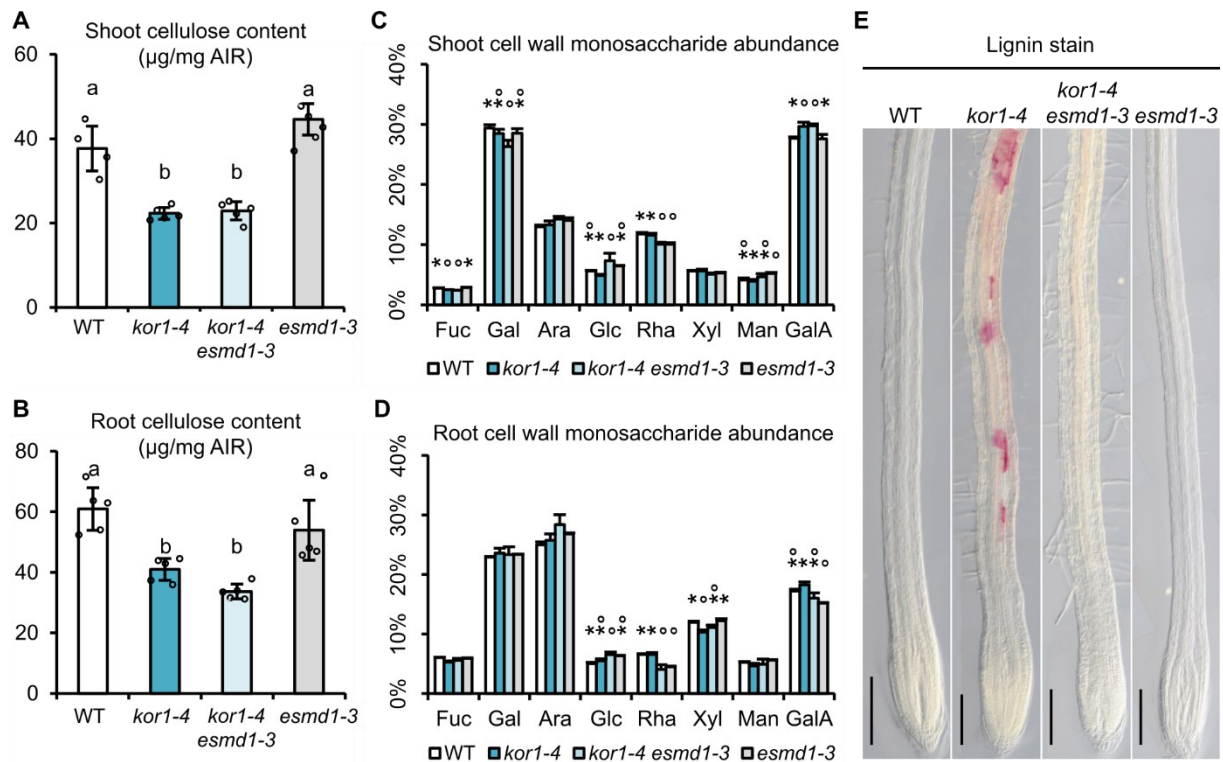 A
Shoot cellulose content
(µg/mg AIR)
60
40
20
0
a
b
b
a
WT
kor1-4
kor1-4
esmd1-3
esmd1-3
B
Root cellulose content
(µg/mg AIR)
80
60
40
20
0
a
b
b
a
WT
kor1-4
kor1-4
esmd1-3
esmd1-3
C
Shoot cell wall monosaccharide abundance
40%
30%
20%
10%
0%
Fuc Gal Ara Glc Rha Xyl Man GalA
WT kor1-4 kor1-4 esmd1-3 esmd1-3
D
Root cell wall monosaccharide abundance
40%
30%
20%
10%
0%
Fuc Gal Ara Glc Rha Xyl Man GalA
WT kor1-4 kor1-4 esmd1-3 esmd1-3
E
Lignin stain
WT
kor1-4
kor1-4
esmd1-3
esmd1-3